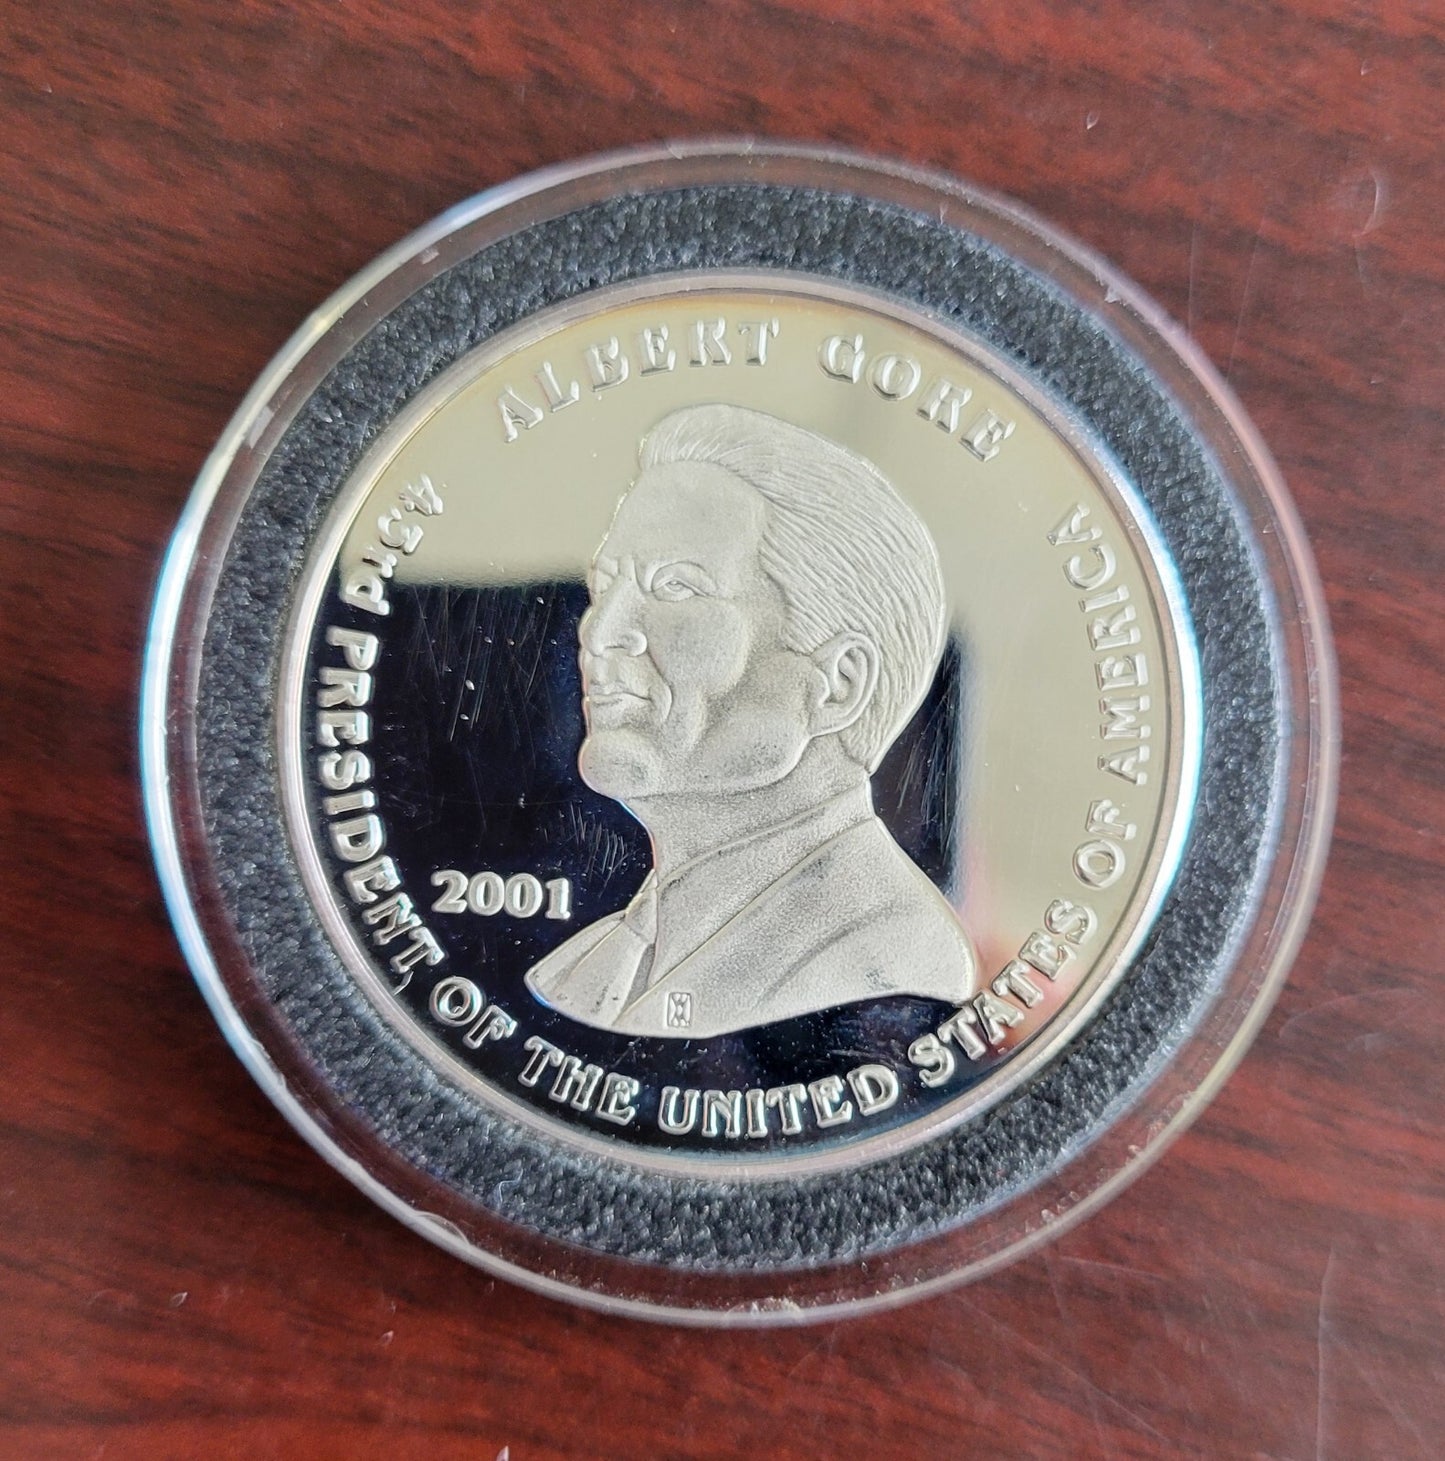 ALBERT GORE
43rd PRESIDENT OF THE UNITED STATES OF AMERICA
2001